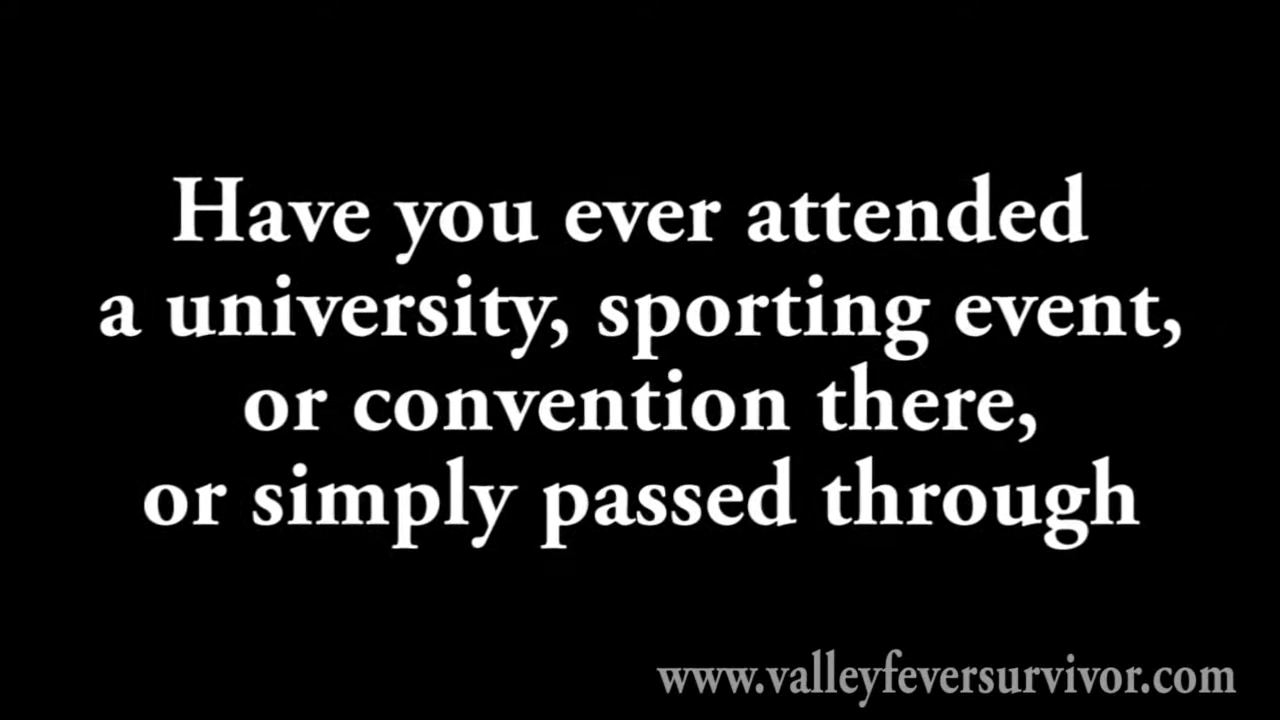 Have you ever attended
a university, sporting event,
or convention there,
or simply passed through
www.valleyfeversurvivor.com